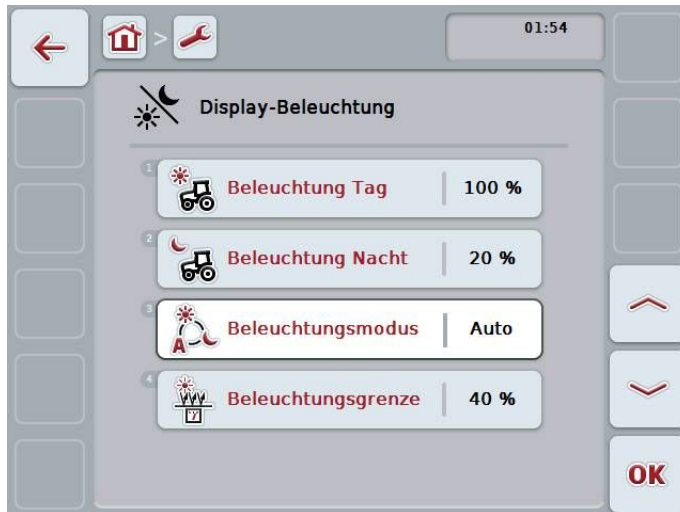 01:54
Display-Beleuchtung
1
Beleuchtung Tag 100 %
2
Beleuchtung Nacht 20 %
3
A
Beleuchtungsmodus Auto
4
Beleuchtungsgrenze 40 %
OK